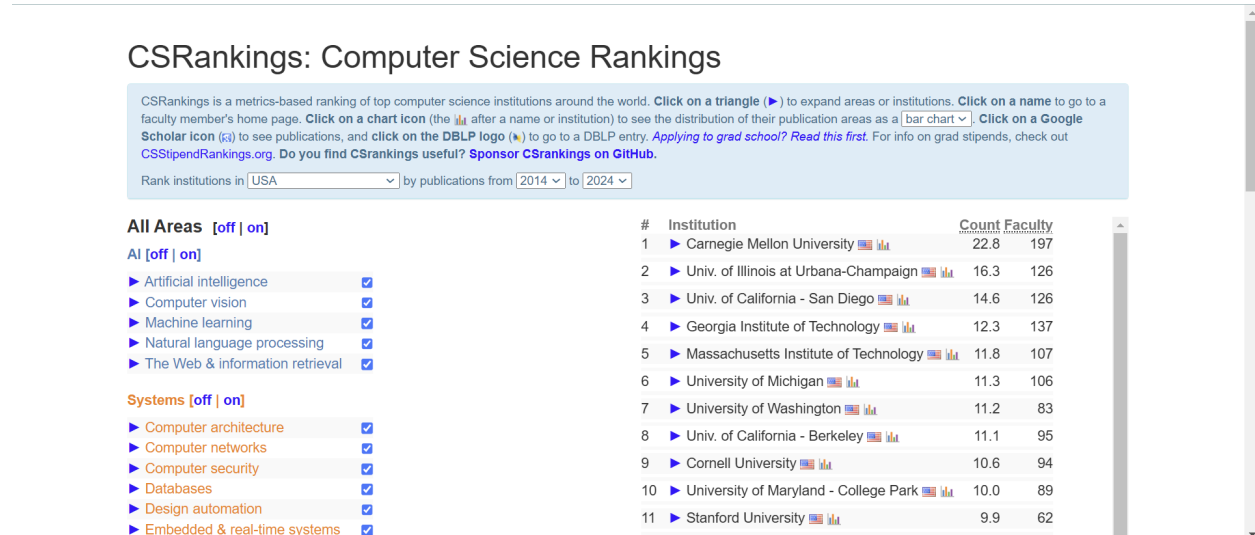 CSRankings: Computer Science Rankings
CSRankings is a metrics-based ranking of top computer science institutions around the world. Click on a triangle (▶) to expand areas or institutions. Click on a name to go to a
faculty member's home page. Click on a chart icon (the after a name or institution) to see the distribution of their publication areas as a bar chart . Click on a Google
Scholar icon () to see publications, and click on the DBLP logo () to go to a DBLP entry. Applying to grad school? Read this first. For info on grad stipends, check out
CSStipendRankings.org. Do you find CSrankings useful? Sponsor CSrankings on GitHub.
Rank institutions in USA by publications from 2014 to 2024
All Areas [off | on]
AI [off | on]
▶ Artificial intelligence
▶ Computer vision
▶ Machine learning
▶ Natural language processing
▶ The Web & information retrieval
Systems [off | on]
▶ Computer architecture
▶ Computer networks
▶ Computer security
▶ Databases
▶ Design automation
▶ Embedded & real-time systems
# Institution Count Faculty
1 ▶ Carnegie Mellon University 22.8 197
2 ▶ Univ. of Illinois at Urbana-Champaign 16.3 126
3 ▶ Univ. of California - San Diego 14.6 126
4 ▶ Georgia Institute of Technology 12.3 137
5 ▶ Massachusetts Institute of Technology 11.8 107
6 ▶ University of Michigan 11.3 106
7 ▶ University of Washington 11.2 83
8 ▶ Univ. of California - Berkeley 11.1 95
9 ▶ Cornell University 10.6 94
10 ▶ University of Maryland - College Park 10.0 89
11 ▶ Stanford University 9.9 62